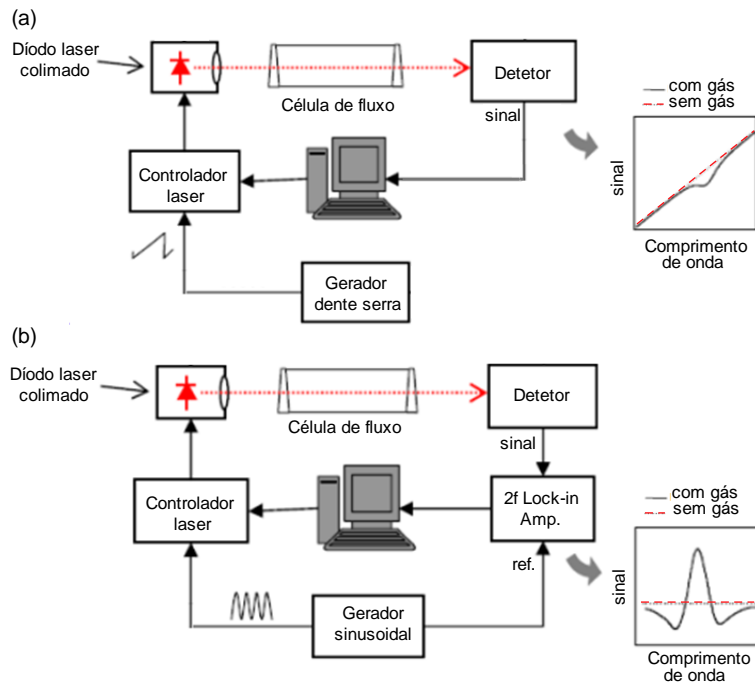 (a)
Díodo laser
colimado
Detetor
Célula de fluxo
sinal
com gás
sem gás
Controlador
laser
sinal
Comprimento
de onda
Gerador
dente serra
(b)
Díodo laser
colimado
Detetor
Célula de fluxo
sinal
Controlador
laser
2f Lock-in
Amp.
com gás
sem gás
ref.
sinal
Gerador
sinusoidal
Comprimento
de onda